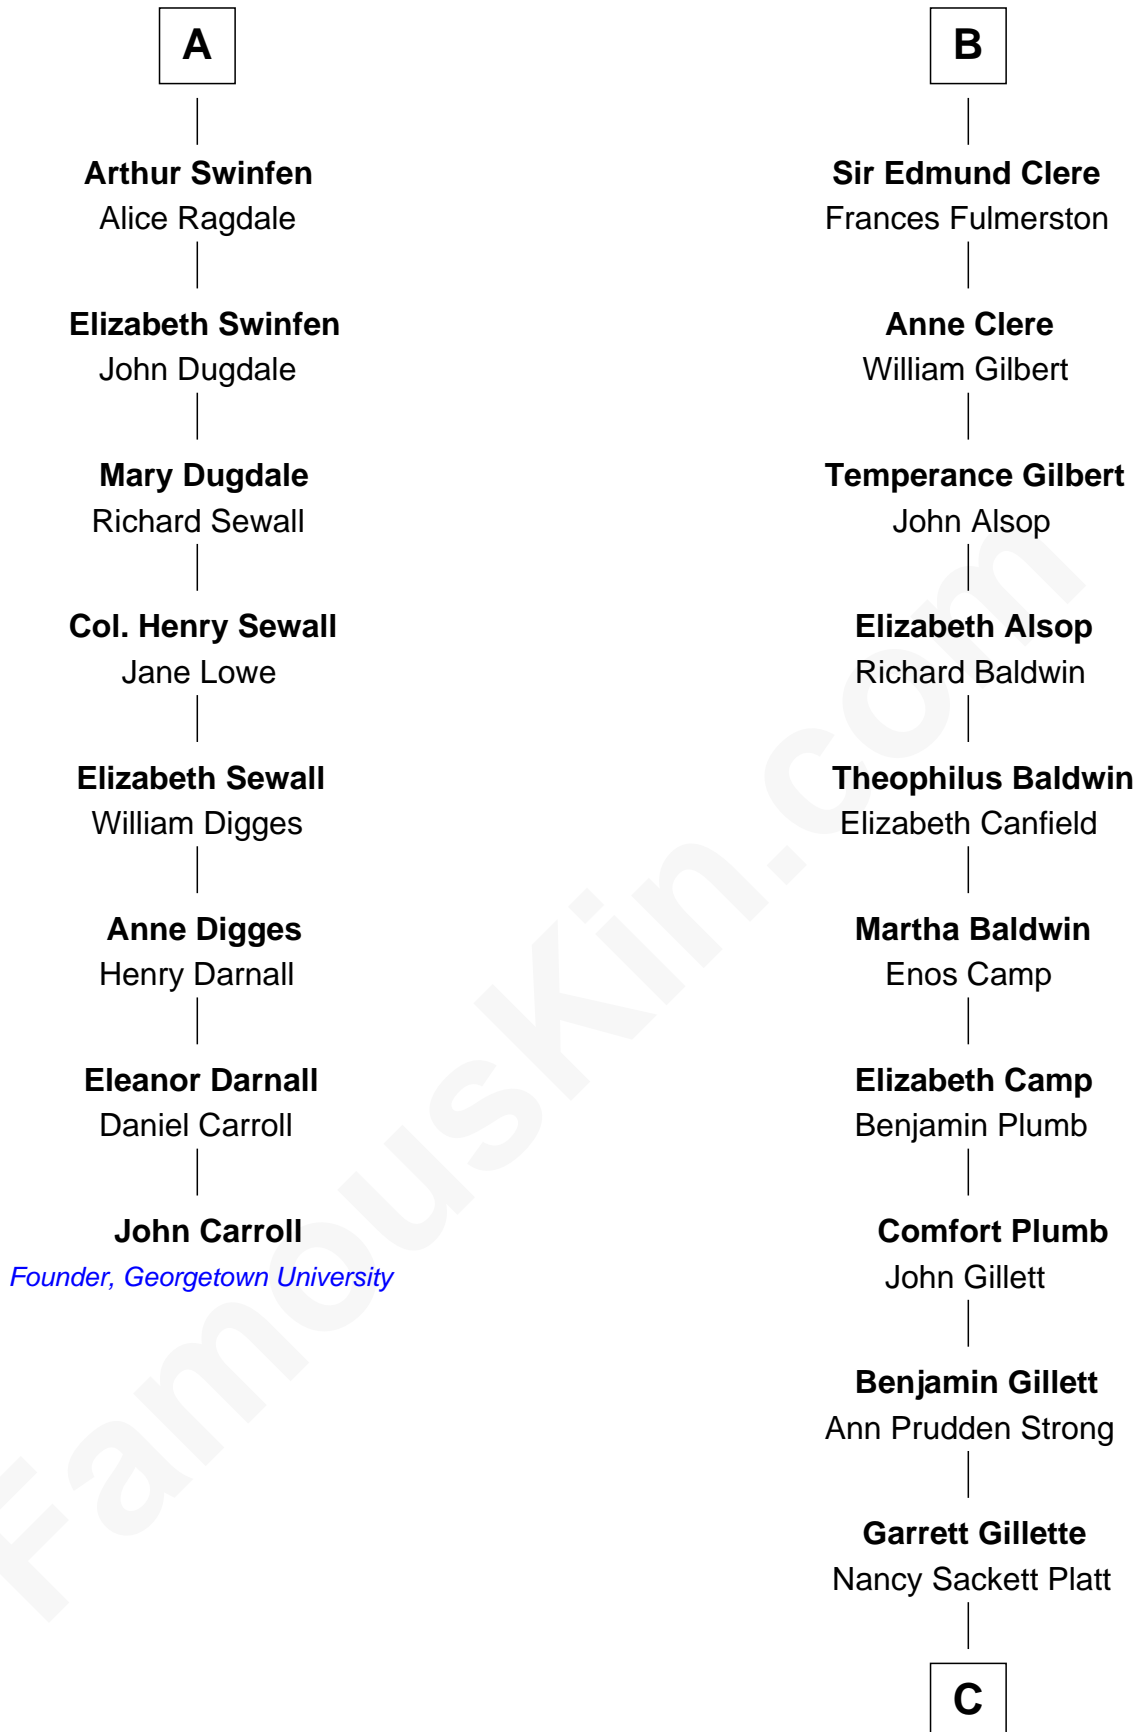 A
Arthur Swinfen
Alice Ragdale
Elizabeth Swinfen
John Dugdale
Mary Dugdale
Richard Sewall
Col. Henry Sewall
Jane Lowe
Elizabeth Sewall
William Digges
Anne Digges
Henry Darnall
Eleanor Darnall
Daniel Carroll
John Carroll
Founder, Georgetown University
B
Sir Edmund Clere
Frances Fulmerston
Anne Clere
William Gilbert
Temperance Gilbert
John Alsop
Elizabeth Alsop
Richard Baldwin
Theophilus Baldwin
Elizabeth Canfield
Martha Baldwin
Enos Camp
Elizabeth Camp
Benjamin Plumb
Comfort Plumb
John Gillett
Benjamin Gillett
Ann Prudden Strong
Garrett Gillette
Nancy Sackett Platt
C
FamousKin.com